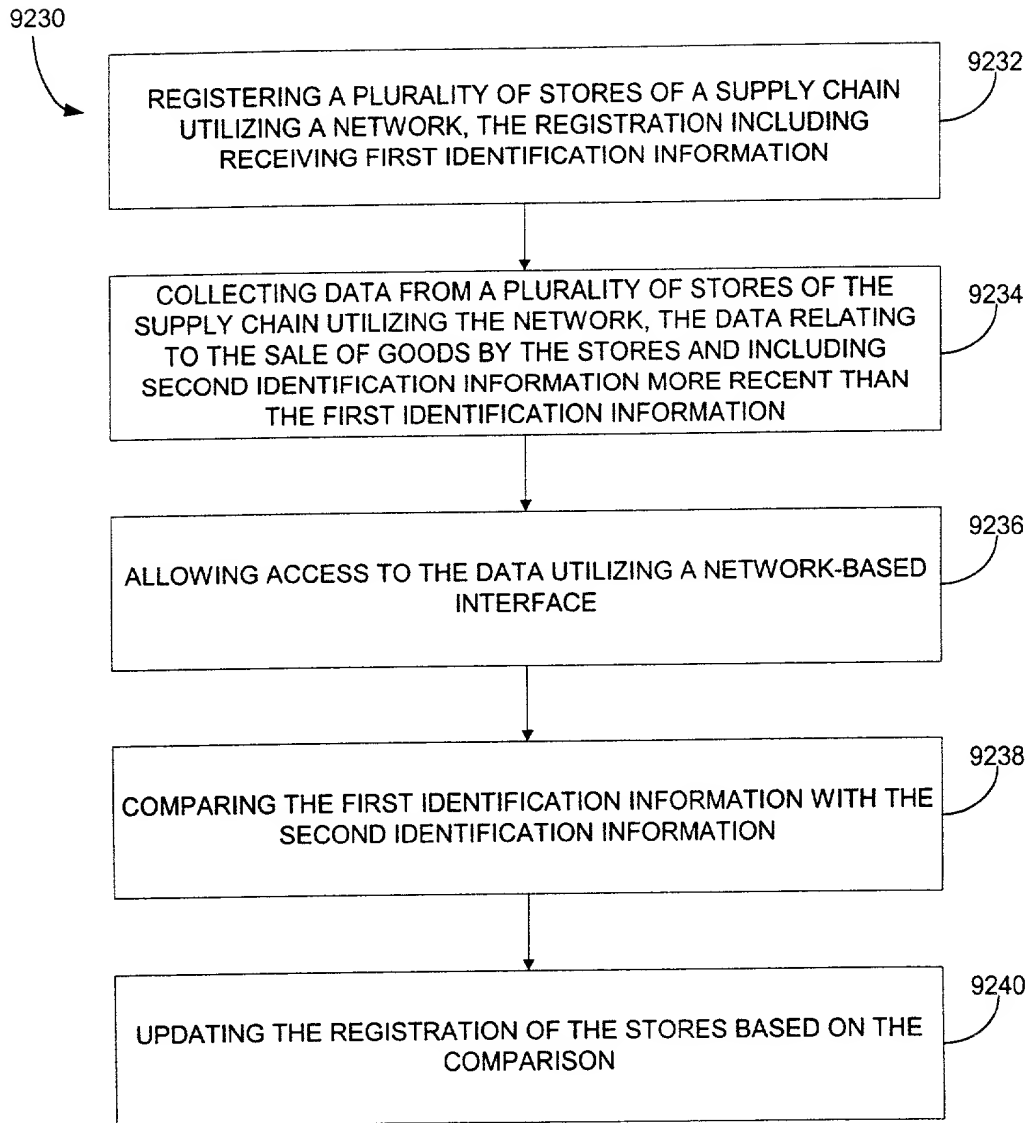 9230
9232
REGISTERING A PLURALITY OF STORES OF A SUPPLY CHAIN
UTILIZING A NETWORK, THE REGISTRATION INCLUDING
RECEIVING FIRST IDENTIFICATION INFORMATION
9234
COLLECTING DATA FROM A PLURALITY OF STORES OF THE
SUPPLY CHAIN UTILIZING THE NETWORK, THE DATA RELATING
TO THE SALE OF GOODS BY THE STORES AND INCLUDING
SECOND IDENTIFICATION INFORMATION MORE RECENT THAN
THE FIRST IDENTIFICATION INFORMATION
9236
ALLOWING ACCESS TO THE DATA UTILIZING A NETWORK-BASED
INTERFACE
9238
COMPARING THE FIRST IDENTIFICATION INFORMATION WITH THE
SECOND IDENTIFICATION INFORMATION
9240
UPDATING THE REGISTRATION OF THE STORES BASED ON THE
COMPARISON